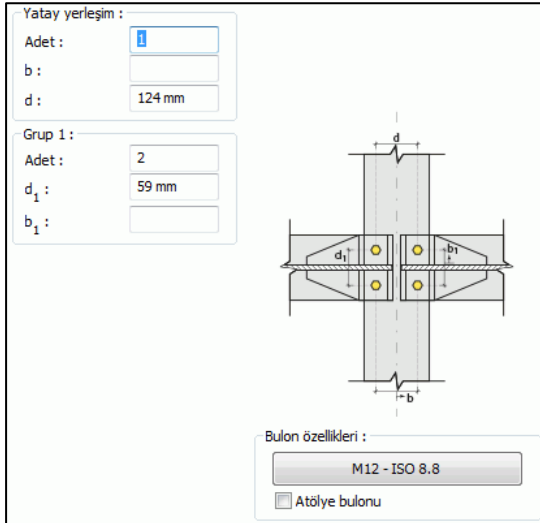 Yatay yerleşim :
Adet : 1
b :
d : 124 mm
Grup 1 :
Adet : 2
d1 : 59 mm
b1 :
d
d1
b1
b
Bulon özellikleri :
M12 - ISO 8.8
Atölye bulonu